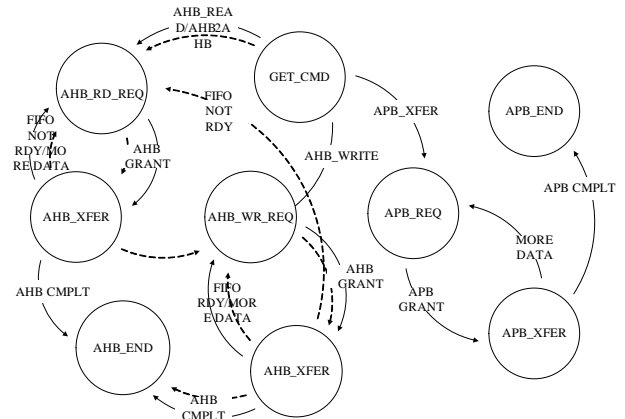 AHB_REA
D/AHB2A
HB
GET_CMD
AHB_RD_REQ
FIFO
NOT
RDY
APB_XFER
APB_END
FIFO
NOT
RDY/MO
RE DATA
AHB
GRANT
AHB_WRITE
APB CMPLT
AHB_XFER
AHB_WR_REQ
APB_REQ
MORE
DATA
AHB CMPLT
FIFO
RDY/MOR
E DATA
AHB
GRANT
APB
GRANT
APB_XFER
AHB_END
AHB_XFER
AHB
CMPLT